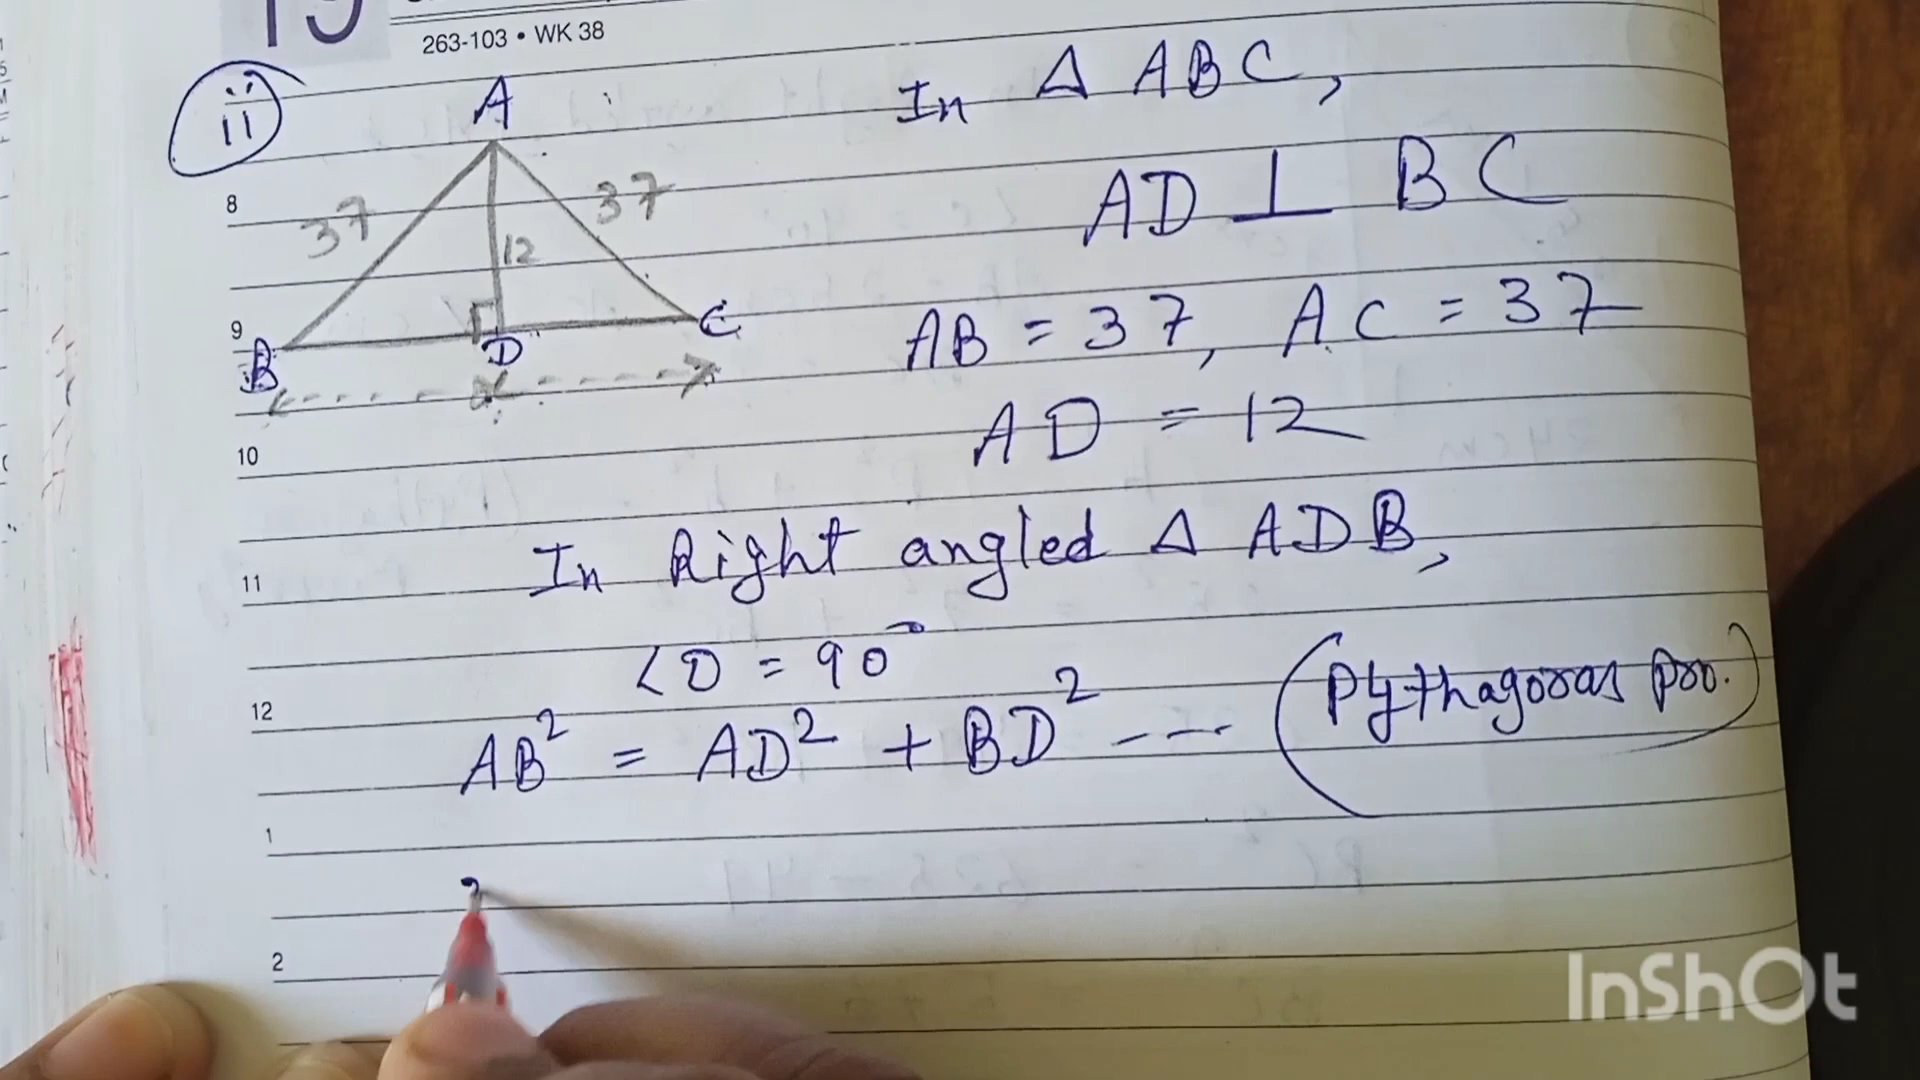 263-103 • WK 38
ii
A
In Δ ABC,
8
37
37
12
AD ⊥ BC
9
B
D
C
AB = 37, AC = 37
10
AD = 12
11
In Right angled Δ ADB,
∠D = 90°
12
AB² = AD² + BD² --- (Pythagoras pro.)
1
2
InShOt